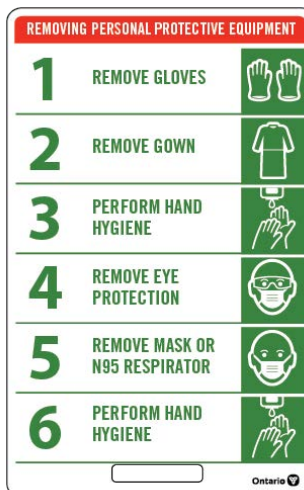 REMOVING PERSONAL PROTECTIVE EQUIPMENT
1
REMOVE GLOVES
2
REMOVE GOWN
3
PERFORM HAND
HYGIENE
4
REMOVE EYE
PROTECTION
5
REMOVE MASK OR
N95 RESPIRATOR
6
PERFORM HAND
HYGIENE
Ontario